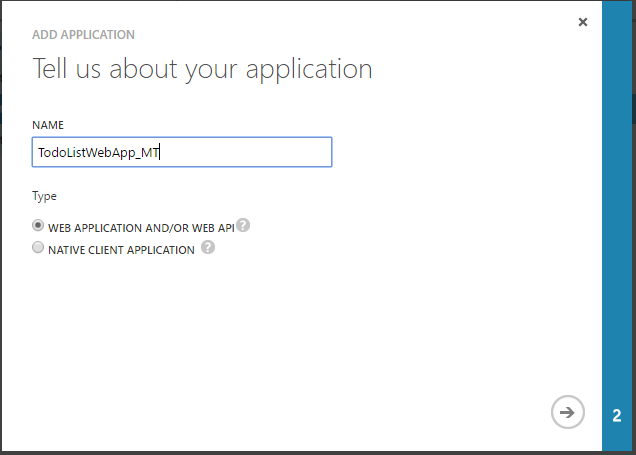 ADD APPLICATION
Tell us about your application
NAME
TodoListWebApp_MT
Type
WEB APPLICATION AND/OR WEB API ?
NATIVE CLIENT APPLICATION ?
2